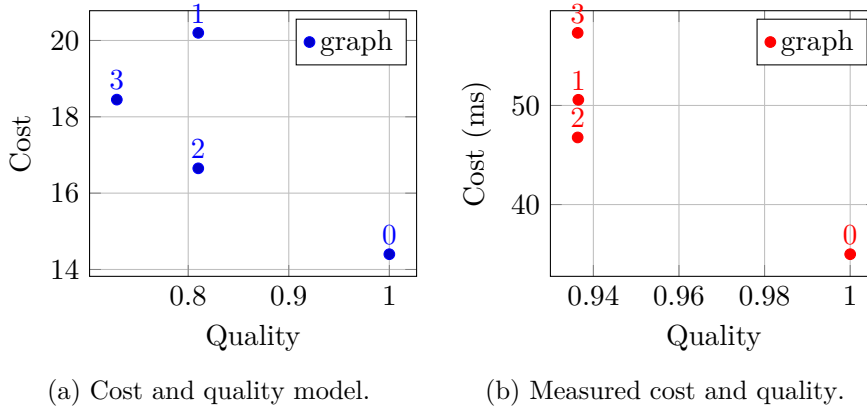 1
graph
20
3
18
2
16
0
14
0.8
0.9
1
Cost
Quality
(a) Cost and quality model.
3
graph
1
50
2
40
0
0.94
0.96
0.98
1
Cost (ms)
Quality
(b) Measured cost and quality.